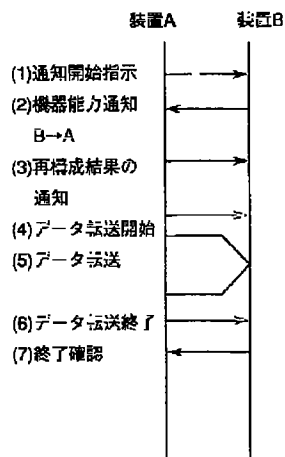 装置A 装置B
(1)通知開始指示
(2)機器能力通知
B→A
(3)再構成結果の
通知
(4)データ転送開始
(5)データ転送
(6)データ転送終了
(7)終了確認